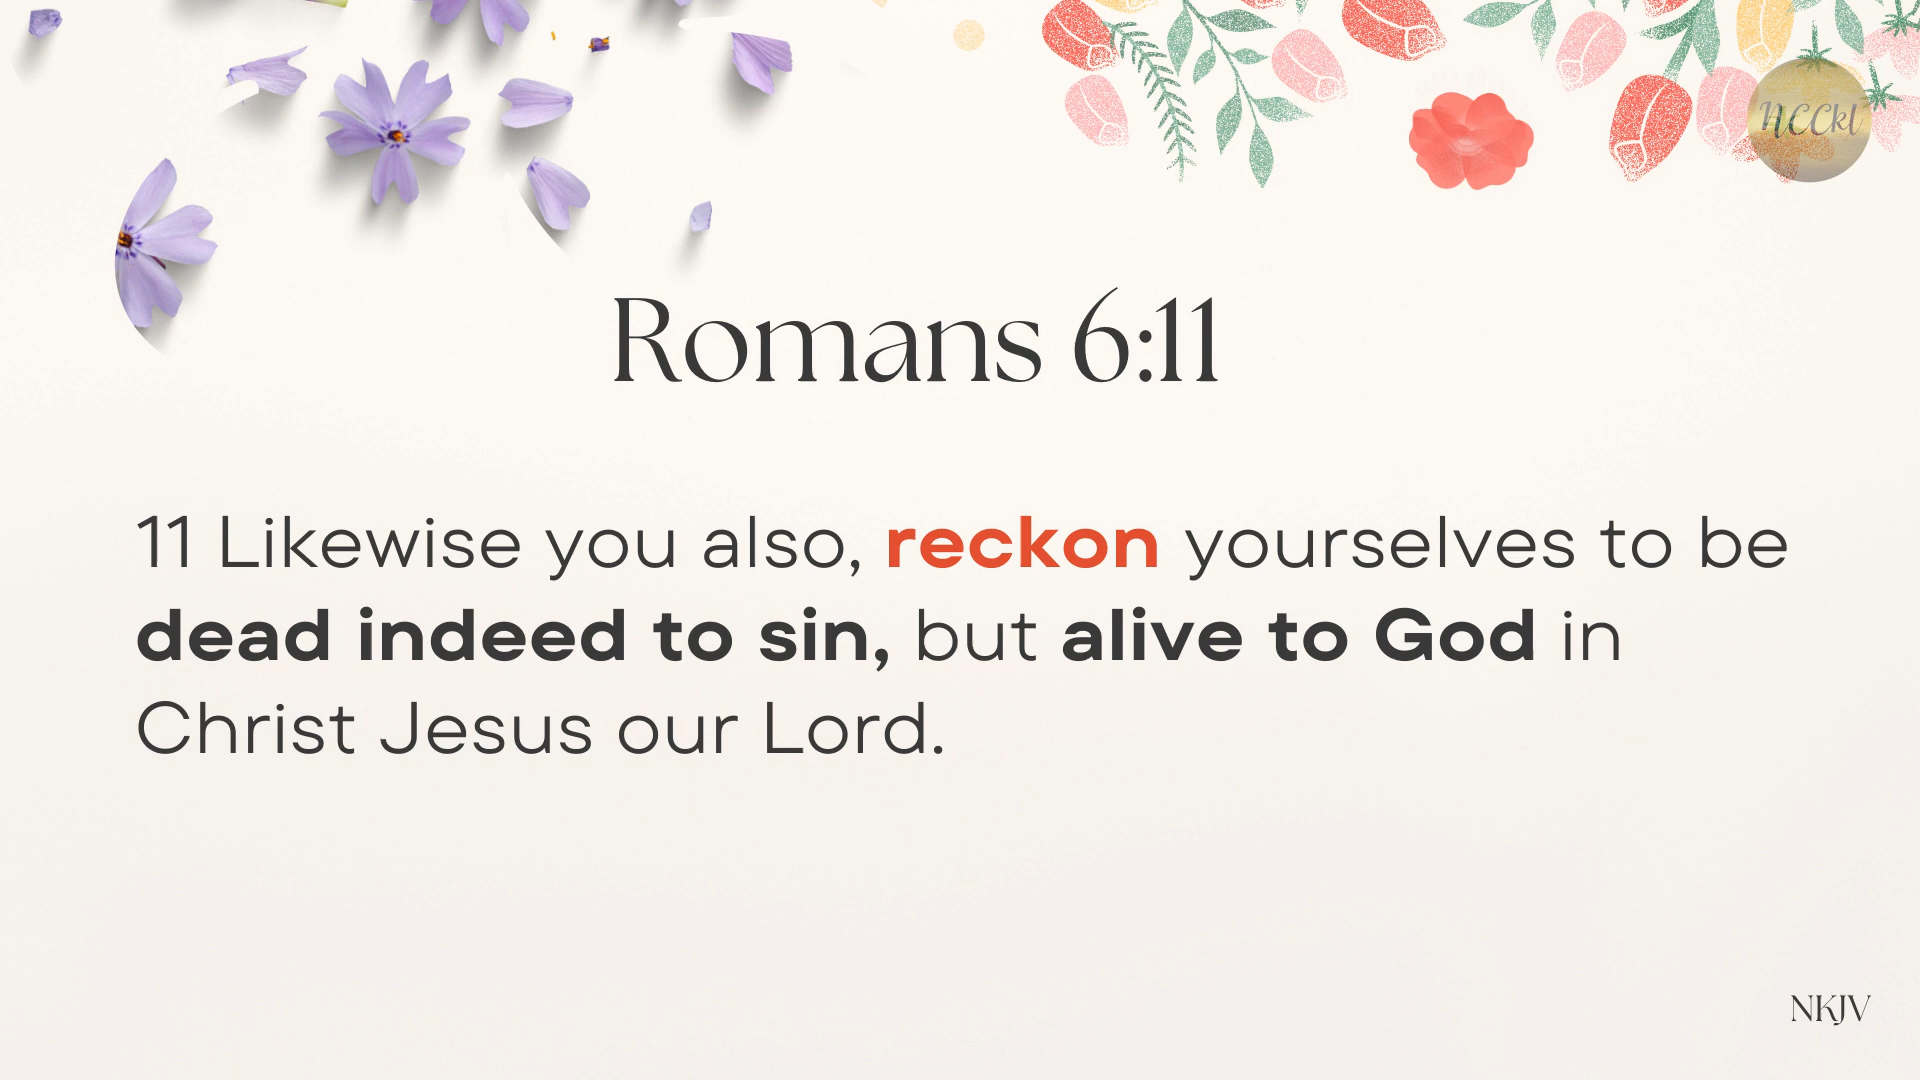 NCCkl
Romans 6:11
11 Likewise you also, reckon yourselves to be
dead indeed to sin, but alive to God in
Christ Jesus our Lord.
NKJV